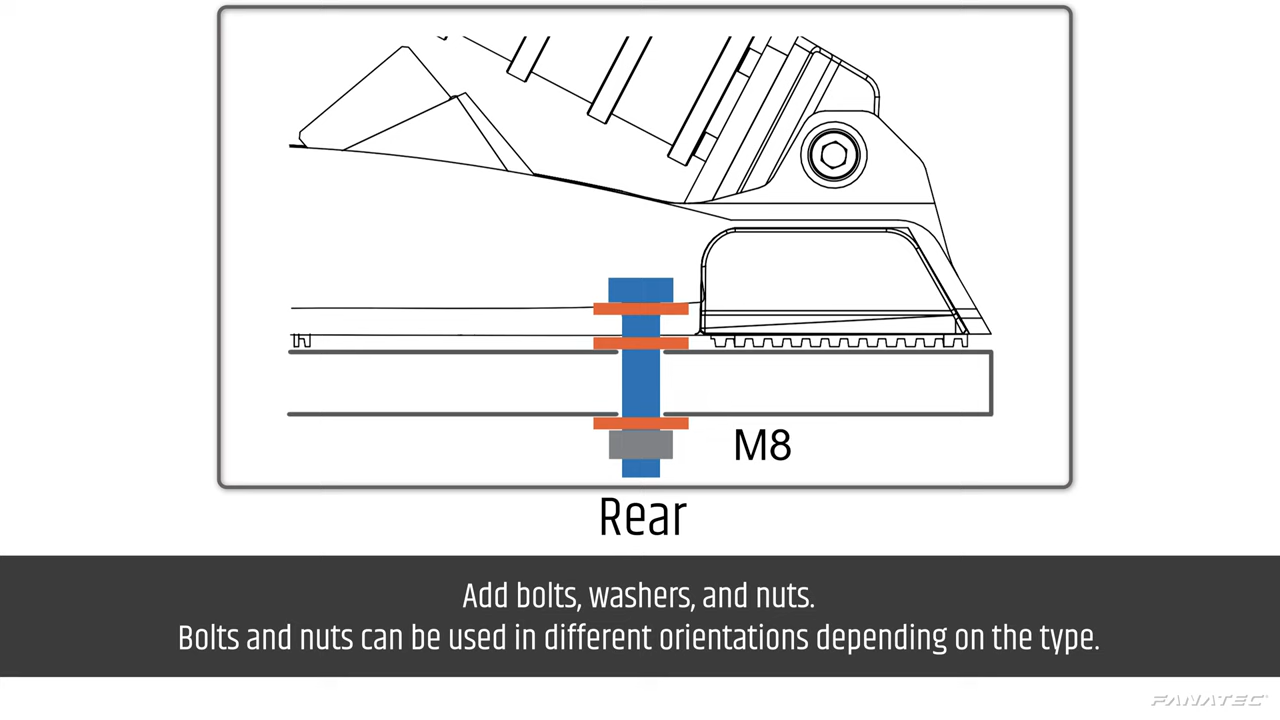 M8
Rear
Add bolts, washers, and nuts.
Bolts and nuts can be used in different orientations depending on the type.
FANATEC